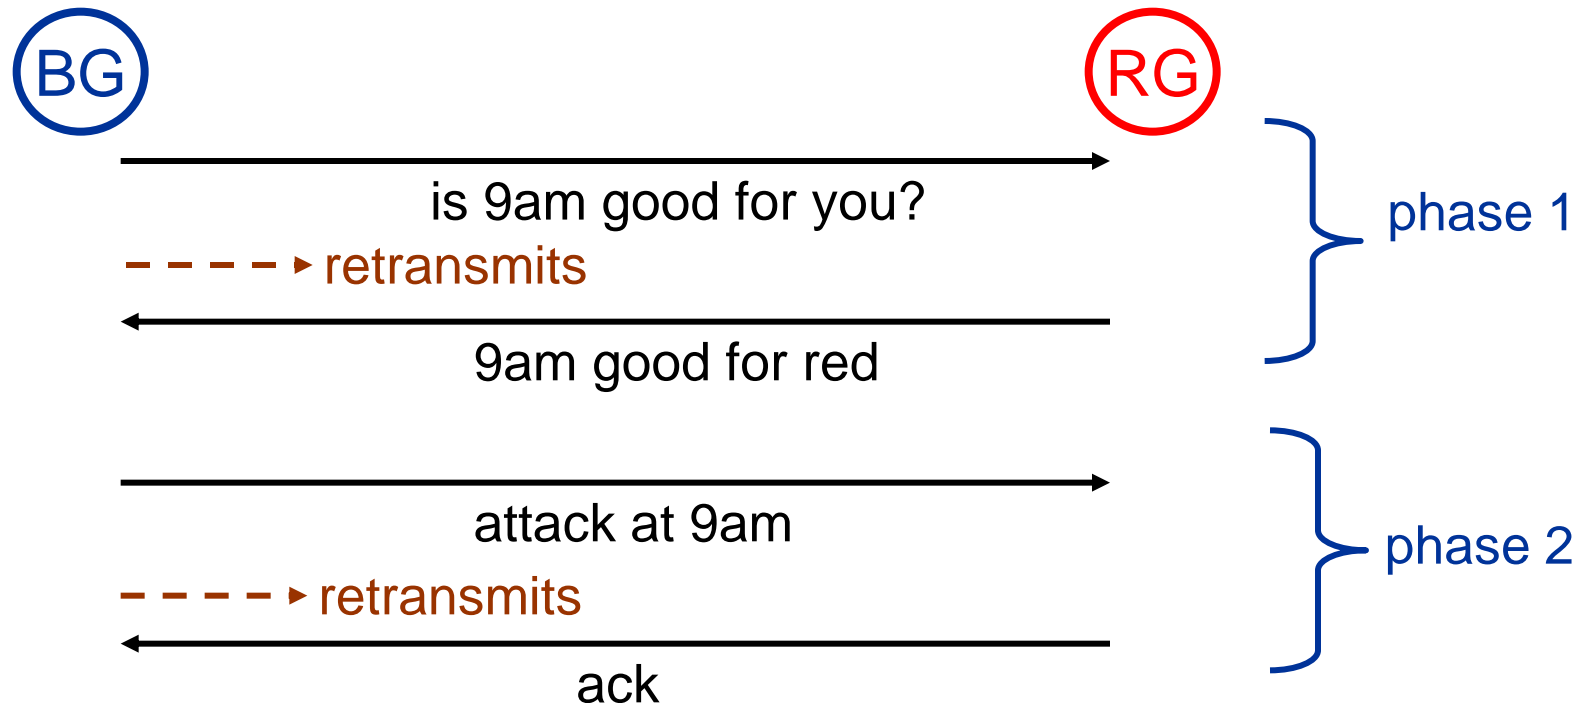 BG
RG
is 9am good for you?
phase 1
retransmits
9am good for red
attack at 9am
phase 2
retransmits
ack